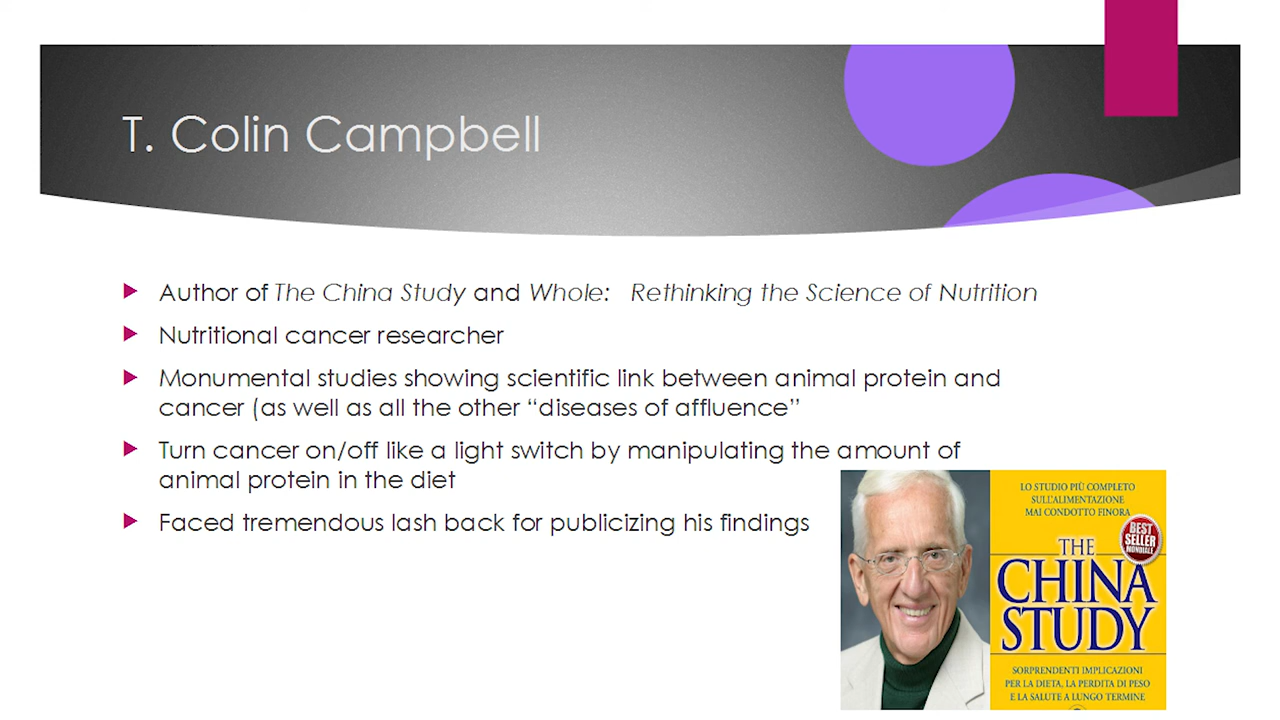 T. Colin Campbell
Author of The China Study and Whole: Rethinking the Science of Nutrition
Nutritional cancer researcher
Monumental studies showing scientific link between animal protein and
cancer (as well as all the other “diseases of affluence”
Turn cancer on/off like a light switch by manipulating the amount of
animal protein in the diet
Faced tremendous lash back for publicizing his findings
LO STUDIO PIÙ COMPLETO
SULL'ALIMENTAZIONE
MAI CONDOTTO FINORA
BEST
SELLER
MONDIALE
THE
CHINA
STUDY
SORPRENDENTI IMPLICAZIONI
PER LA DIETA, LA PERDITA DI PESO
E LA SALUTE A LUNGO TERMINE